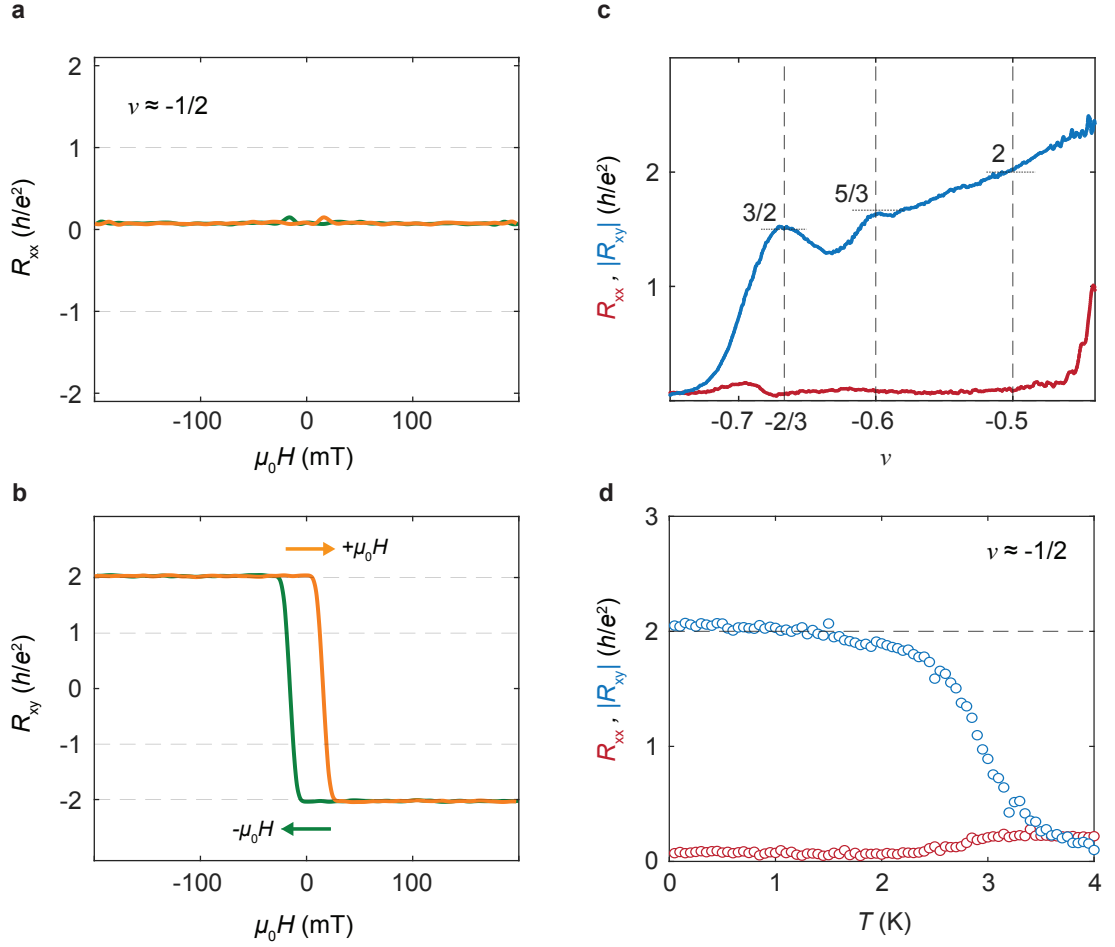 a
2
1
0
-1
-2
R_xx (h/e²)
ν ≈ -1/2
-100
0
100
μ₀H (mT)
b
2
1
0
-1
-2
R_xy (h/e²)
+μ₀H
-μ₀H
-100
0
100
μ₀H (mT)
c
2
1
R_xx , |R_xy| (h/e²)
3/2
5/3
2
-0.7
-2/3
-0.6
-0.5
ν
d
3
2
1
0
R_xx , |R_xy| (h/e²)
ν ≈ -1/2
0
1
2
3
4
T (K)